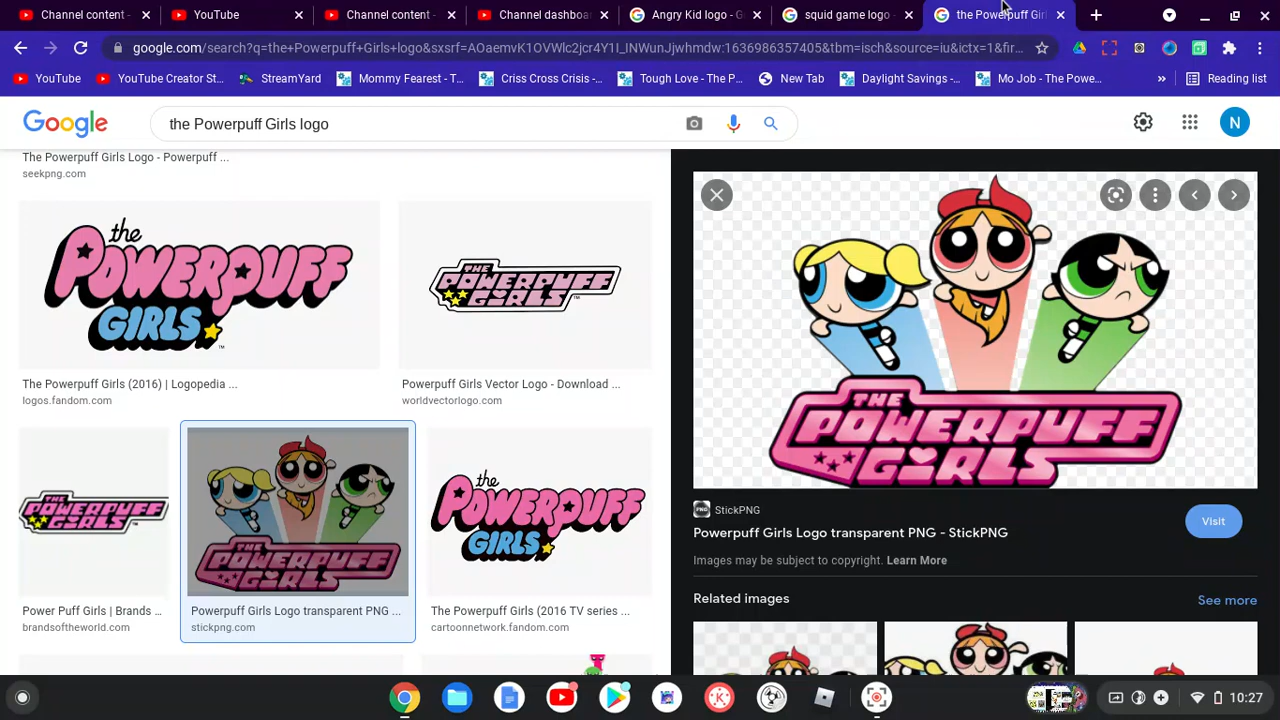 Channel content -
YouTube
Channel content -
Channel dashboa
Angry Kid logo - G
squid game logo -
the Powerpuff Girl
google.com/search?q=the+Powerpuff+Girls+logo&sxsrf=AOaemvK1OVWlc2jcr4Y1I_INWunJjwhmdw:1636986357405&tbm=isch&source=iu&ictx=1&fir...
YouTube
YouTube Creator St...
StreamYard
Mommy Fearest - T...
Criss Cross Crisis -...
Tough Love - The P...
New Tab
Daylight Savings -...
Mo Job - The Powe...
»
Reading list
Google
the Powerpuff Girls logo
N
The Powerpuff Girls Logo - Powerpuff ...
seekpng.com
the
POWERPUFF
GIRLS
TM
The Powerpuff Girls (2016) | Logopedia ...
logos.fandom.com
THE
POWERPUFF
GIRLS
TM
Powerpuff Girls Vector Logo - Download ...
worldvectorlogo.com
THE
POWERPUFF
GIRLS
Power Puff Girls | Brands ...
brandsoftheworld.com
THE
POWERPUFF
GIRLS
Powerpuff Girls Logo transparent PNG ...
stickpng.com
the
POWERPUFF
GIRLS
The Powerpuff Girls (2016 TV series ...
cartoonnetwork.fandom.com
THE
POWERPUFF
GIRLS
PNG
StickPNG
Powerpuff Girls Logo transparent PNG - StickPNG
Visit
Images may be subject to copyright. Learn More
Related images
See more
10:27